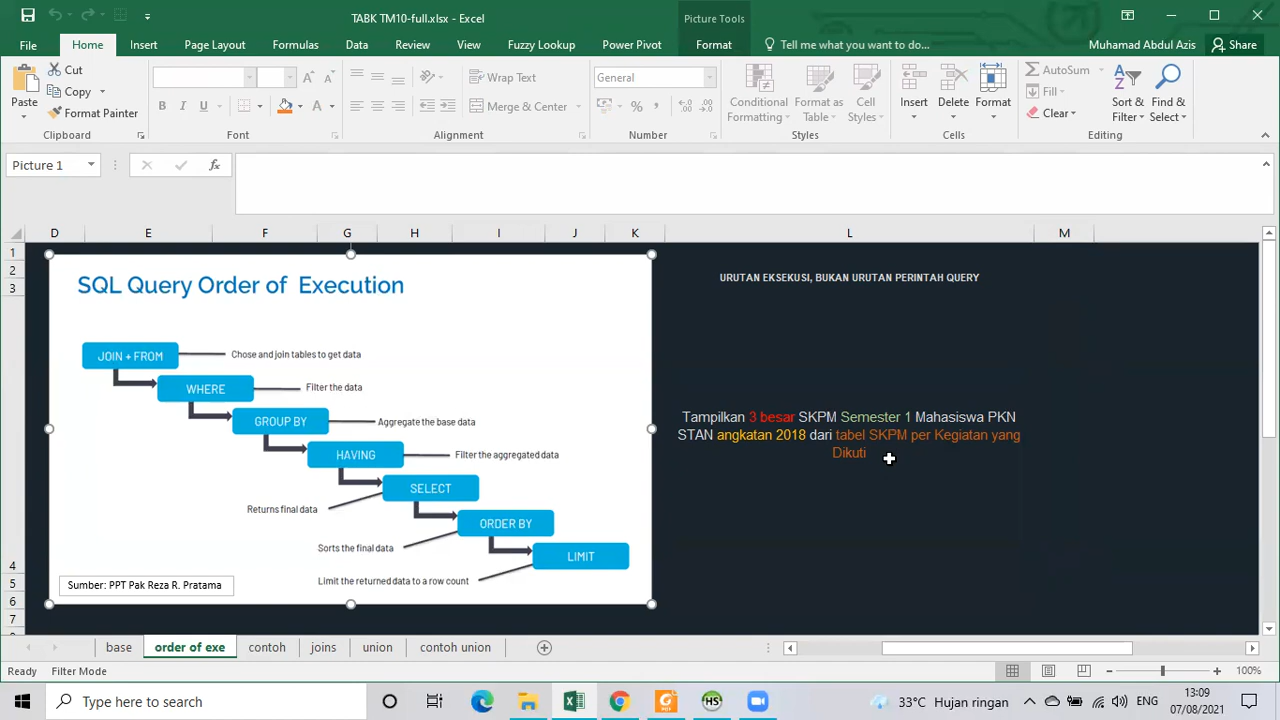 TABK TM10-full.xlsx - Excel
Picture Tools
File
Home
Insert
Page Layout
Formulas
Data
Review
View
Fuzzy Lookup
Power Pivot
Format
Tell me what you want to do...
Muhamad Abdul Azis
Share
Paste
Cut
Copy
Format Painter
Clipboard
B I U
A A
A
Font
Wrap Text
Merge & Center
Alignment
General
%
Number
Conditional Formatting
Format as Table
Cell Styles
Styles
Insert
Delete
Format
Cells
AutoSum
Fill
Clear
Sort & Filter
Find & Select
Editing
Picture 1
fx
D E F G H I J K L M
1
2
3
4
5
6
7
SQL Query Order of Execution
JOIN + FROM
Chose and join tables to get data
WHERE
Filter the data
GROUP BY
Aggregate the base data
HAVING
Filter the aggregated data
SELECT
Returns final data
ORDER BY
Sorts the final data
LIMIT
Limit the returned data to a row count
Sumber: PPT Pak Reza R. Pratama
URUTAN EKSEKUSI, BUKAN URUTAN PERINTAH QUERY
Tampilkan 3 besar SKPM Semester 1 Mahasiswa PKN
STAN angkatan 2018 dari tabel SKPM per Kegiatan yang
Dikuti
base
order of exe
contoh
joins
union
contoh union
Ready
Filter Mode
100%
Type here to search
33°C Hujan ringan
ENG
13:09
07/08/2021